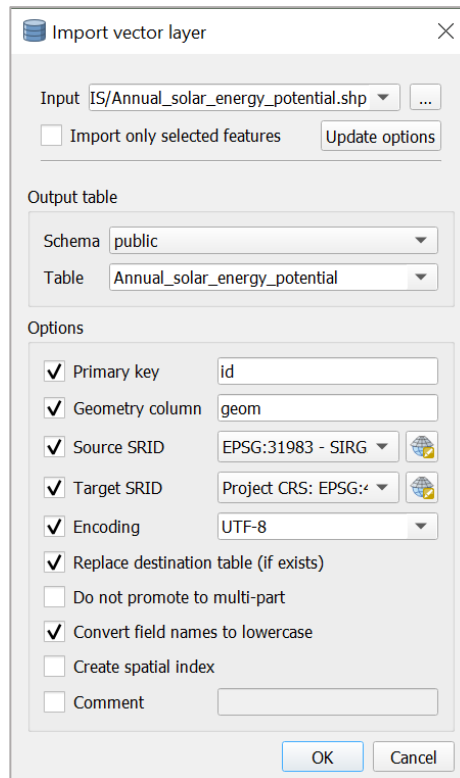 Import vector layer
Input IS/Annual_solar_energy_potential.shp ...
Import only selected features Update options
Output table
Schema public
Table Annual_solar_energy_potential
Options
Primary key id
Geometry column geom
Source SRID EPSG:31983 - SIRG
Target SRID Project CRS: EPSG:4
Encoding UTF-8
Replace destination table (if exists)
Do not promote to multi-part
Convert field names to lowercase
Create spatial index
Comment
OK Cancel